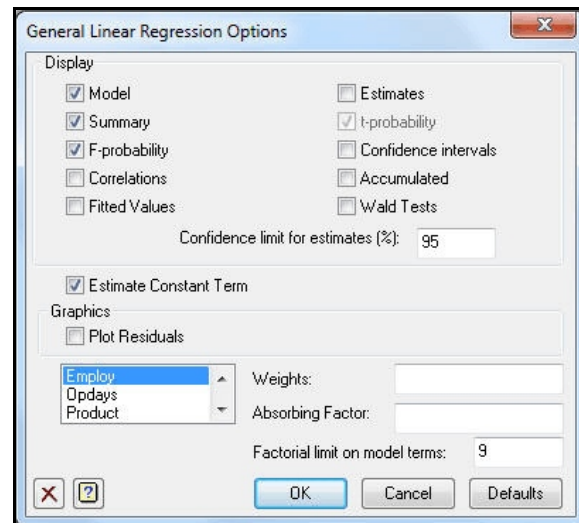 General Linear Regression Options
Display
Model
Estimates
Summary
t-probability
F-probability
Confidence intervals
Correlations
Accumulated
Fitted Values
Wald Tests
Confidence limit for estimates (%): 95
Estimate Constant Term
Graphics
Plot Residuals
Employ
Opdays
Product
Weights:
Absorbing Factor:
Factorial limit on model terms: 9
OK
Cancel
Defaults